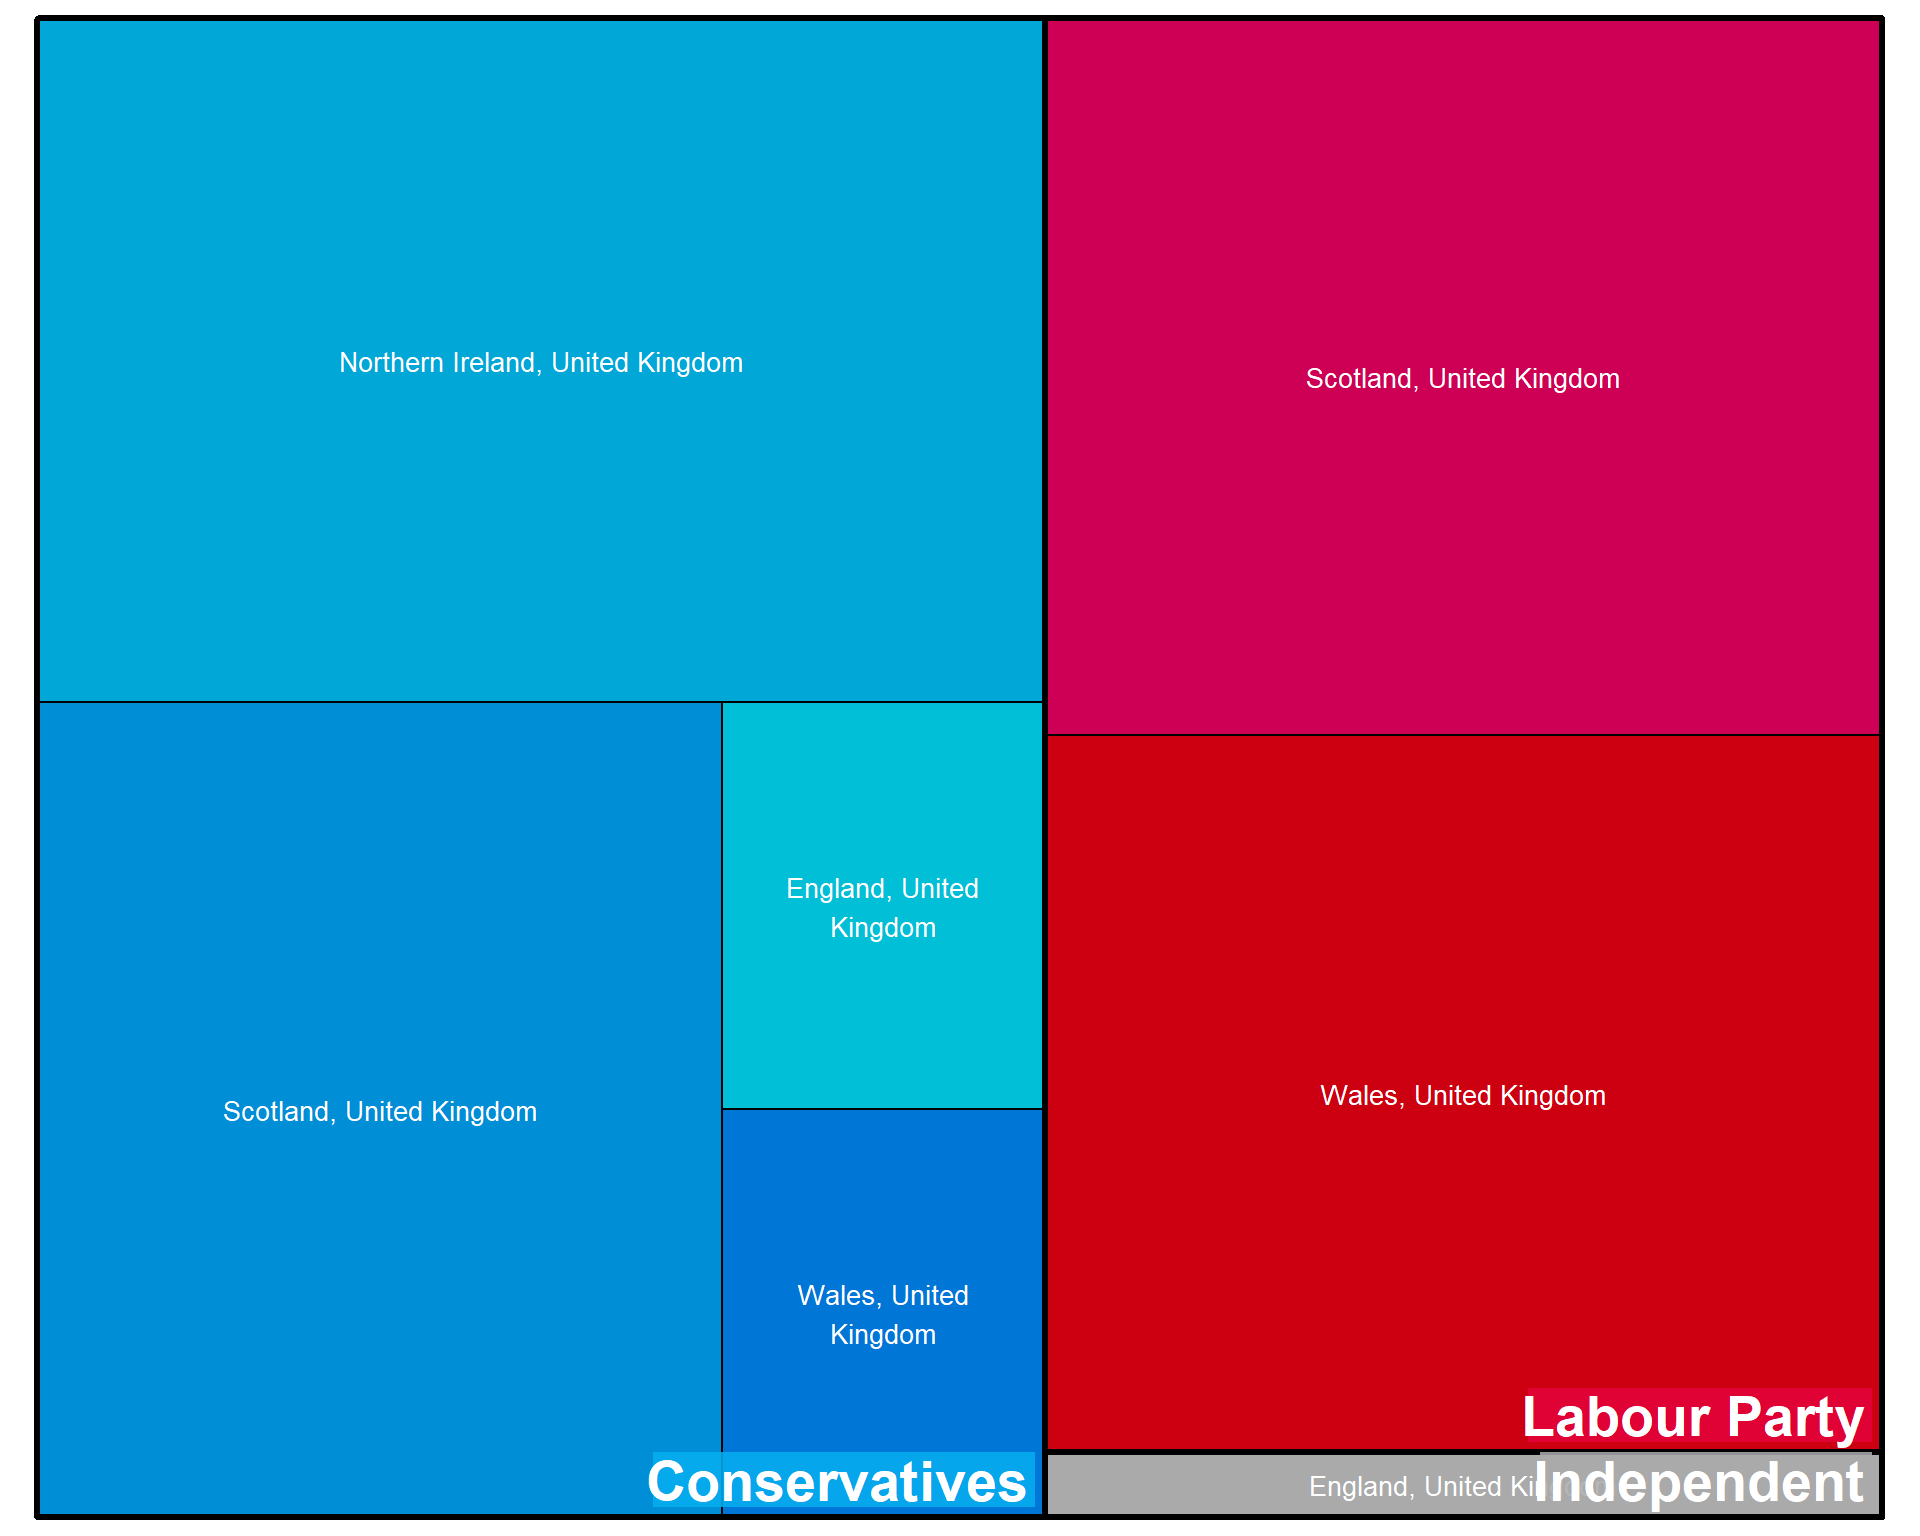 Northern Ireland, United Kingdom
Scotland, United Kingdom
England, United
Kingdom
Scotland, United Kingdom
Wales, United
Kingdom
Conservatives
Wales, United Kingdom
Labour Party
England, United
Independent